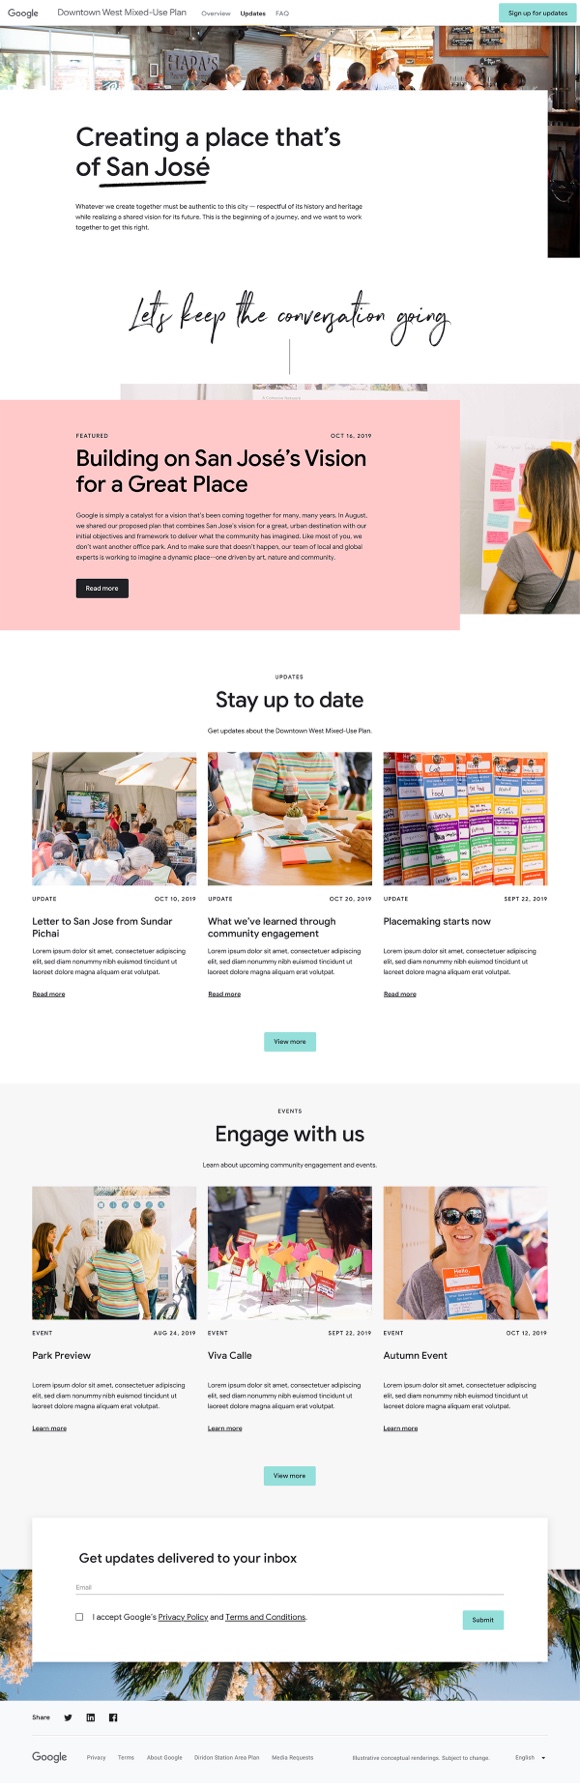 Google Downtown West Mixed-Use Plan Overview Updates FAQ Sign up for updates
Creating a place that's
of San José
Whatever we create together must be authentic to this city — respectful of its history and heritage
while realizing a shared vision for its future. This is the beginning of a journey, and we want to work
together to get this right.
Let's keep the conversation going
FEATURED OCT 16, 2019
Building on San José's Vision
for a Great Place
Google is simply a catalyst for a vision that's been coming together for many, many years. In August,
we shared our proposed plan that combines San Jose's vision for a great, urban destination with our
initial objectives and framework to deliver what the community has imagined. Like most of you, we
don't want another office park. And to make sure that doesn't happen, our team of local and global
experts is working to imagine a dynamic place--one driven by art, nature and community.
Read more
UPDATES
Stay up to date
Get updates about the Downtown West Mixed-Use Plan.
UPDATE OCT 10, 2019
Letter to San Jose from Sundar
Pichai
Lorem ipsum dolor sit amet, consectetuer adipiscing
elit, sed diam nonummy nibh euismod tincidunt ut
laoreet dolore magna aliquam erat volutpat.
Read more
UPDATE OCT 20, 2019
What we've learned through
community engagement
Lorem ipsum dolor sit amet, consectetuer adipiscing
elit, sed diam nonummy nibh euismod tincidunt ut
laoreet dolore magna aliquam erat volutpat.
Read more
UPDATE SEPT 22, 2019
Placemaking starts now
Lorem ipsum dolor sit amet, consectetuer adipiscing
elit, sed diam nonummy nibh euismod tincidunt ut
laoreet dolore magna aliquam erat volutpat.
Read more
View more
EVENTS
Engage with us
Learn about upcoming community engagement and events.
EVENT AUG 24, 2019
Park Preview
Lorem ipsum dolor sit amet, consectetuer adipiscing
elit, sed diam nonummy nibh euismod tincidunt ut
laoreet dolore magna aliquam erat volutpat.
Learn more
EVENT SEPT 22, 2019
Viva Calle
Lorem ipsum dolor sit amet, consectetuer adipiscing
elit, sed diam nonummy nibh euismod tincidunt ut
laoreet dolore magna aliquam erat volutpat.
Learn more
Hello,
EVENT OCT 12, 2019
Autumn Event
Lorem ipsum dolor sit amet, consectetuer adipiscing
elit, sed diam nonummy nibh euismod tincidunt ut
laoreet dolore magna aliquam erat volutpat.
Learn more
View more
Get updates delivered to your inbox
Email
I accept Google's Privacy Policy and Terms and Conditions.
Submit
Share
Google Privacy Terms About Google Diridon Station Area Plan Media Requests Illustrative conceptual renderings. Subject to change. English